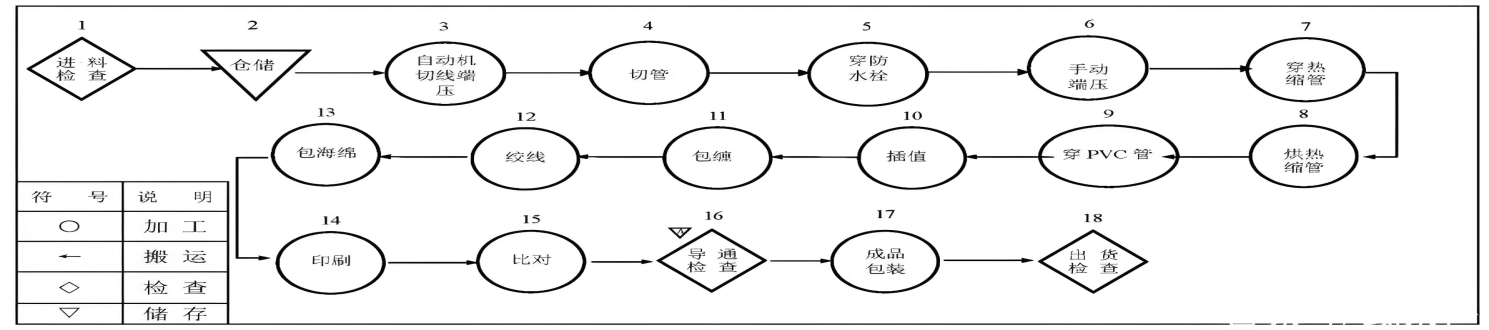 1
进料
检查
2
仓储
3
自动机
切线端
压
4
切管
5
穿防
水栓
6
手动
端压
7
穿热
缩管
8
烘热
缩管
9
穿PVC管
10
插值
11
包缠
12
绞线
13
包海绵
14
印刷
15
比对
16
导通
检查
17
成品
包装
18
出货
检查
符号 说明
○ 加工
← 搬运
◇ 检查
▽ 储存